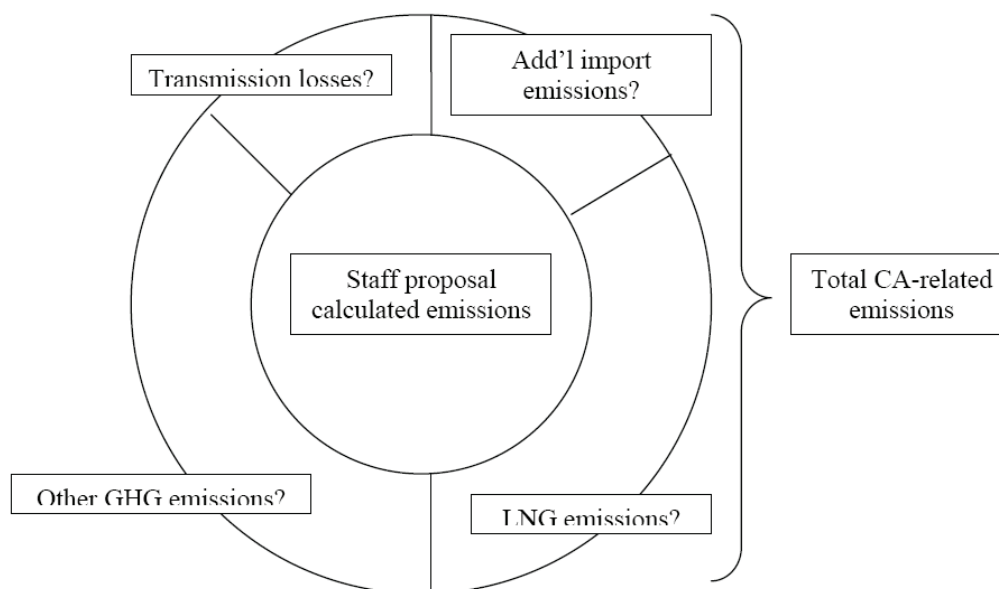 Transmission losses?
Add’l import
emissions?
Staff proposal
calculated emissions
Total CA-related
emissions
Other GHG emissions?
LNG emissions?